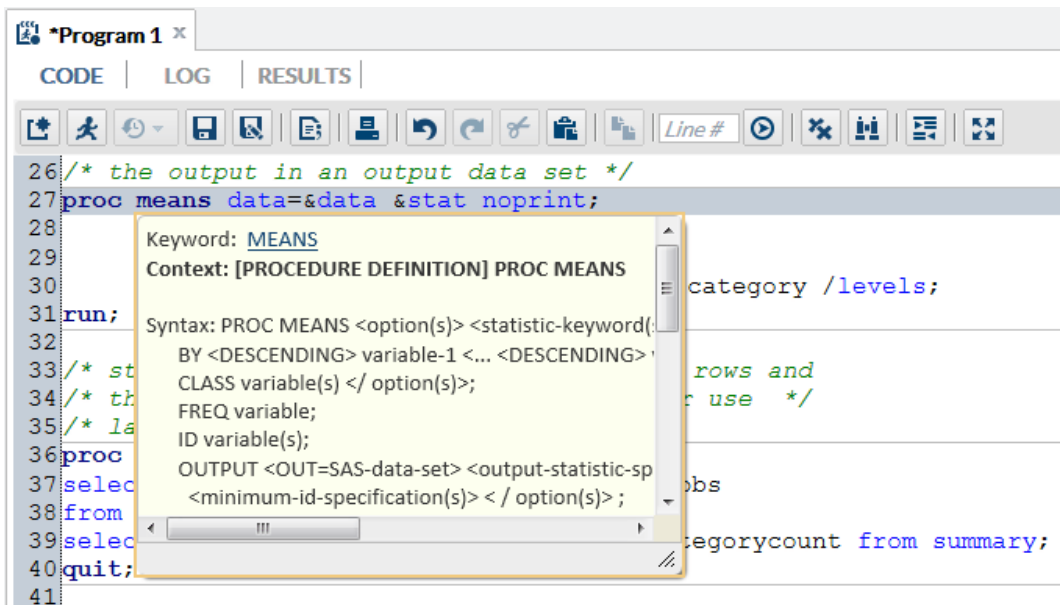 *Program 1 ×
CODE LOG RESULTS
Line #
26 /* the output in an output data set */
27 proc means data=&data &stat noprint;
28
29
30 category /levels;
31 run;
32
33 /* st rows and
34 /* th r use */
35 /* la
36 proc
37 selec obs
38 from
39 selec tegorycount from summary;
40 quit;
41
Keyword: MEANS
Context: [PROCEDURE DEFINITION] PROC MEANS
Syntax: PROC MEANS <option(s)> <statistic-keyword(
BY <DESCENDING> variable-1 <... <DESCENDING>
CLASS variable(s) </ option(s)>;
FREQ variable;
ID variable(s);
OUTPUT <OUT=SAS-data-set> <output-statistic-sp
<minimum-id-specification(s)> < / option(s)> ;